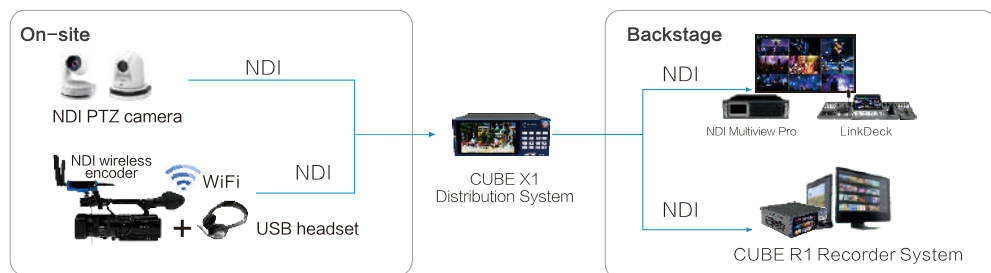 On-site
NDI
NDI PTZ camera
NDI wireless
encoder
WiFi
NDI
+
USB headset
CUBE X1
Distribution System
Backstage
NDI
NDI Multiview Pro
LinkDeck
NDI
CUBE R1 Recorder System